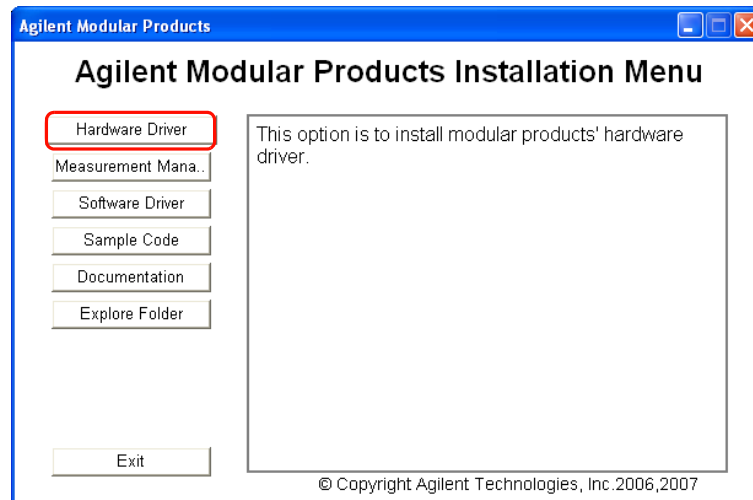 Agilent Modular Products
Agilent Modular Products Installation Menu
Hardware Driver
Measurement Mana..
Software Driver
Sample Code
Documentation
Explore Folder
Exit
This option is to install modular products' hardware
driver.
© Copyright Agilent Technologies, Inc.2006,2007